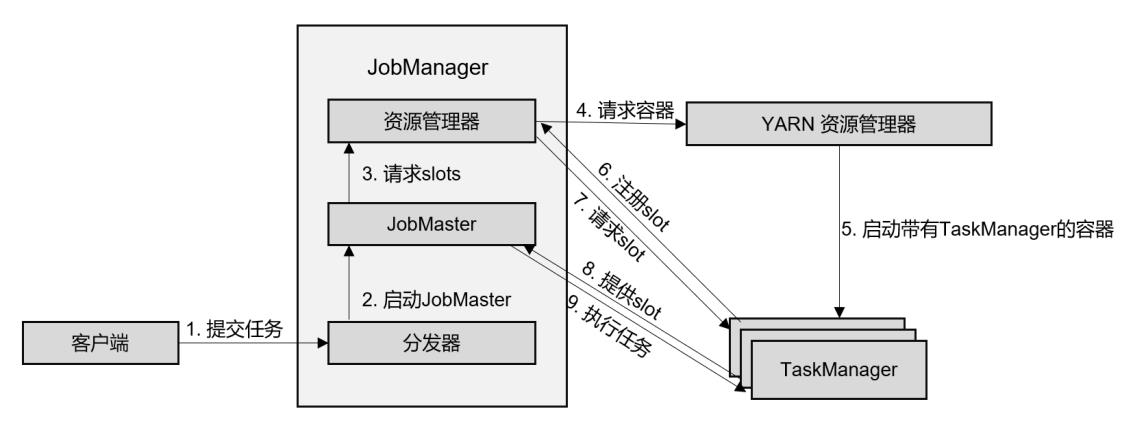 JobManager
资源管理器
4. 请求容器
YARN 资源管理器
3. 请求slots
6. 注册slot
7. 请求slot
JobMaster
5. 启动带有TaskManager的容器
8. 提供slot
9. 执行任务
2. 启动JobMaster
1. 提交任务
客户端
分发器
TaskManager